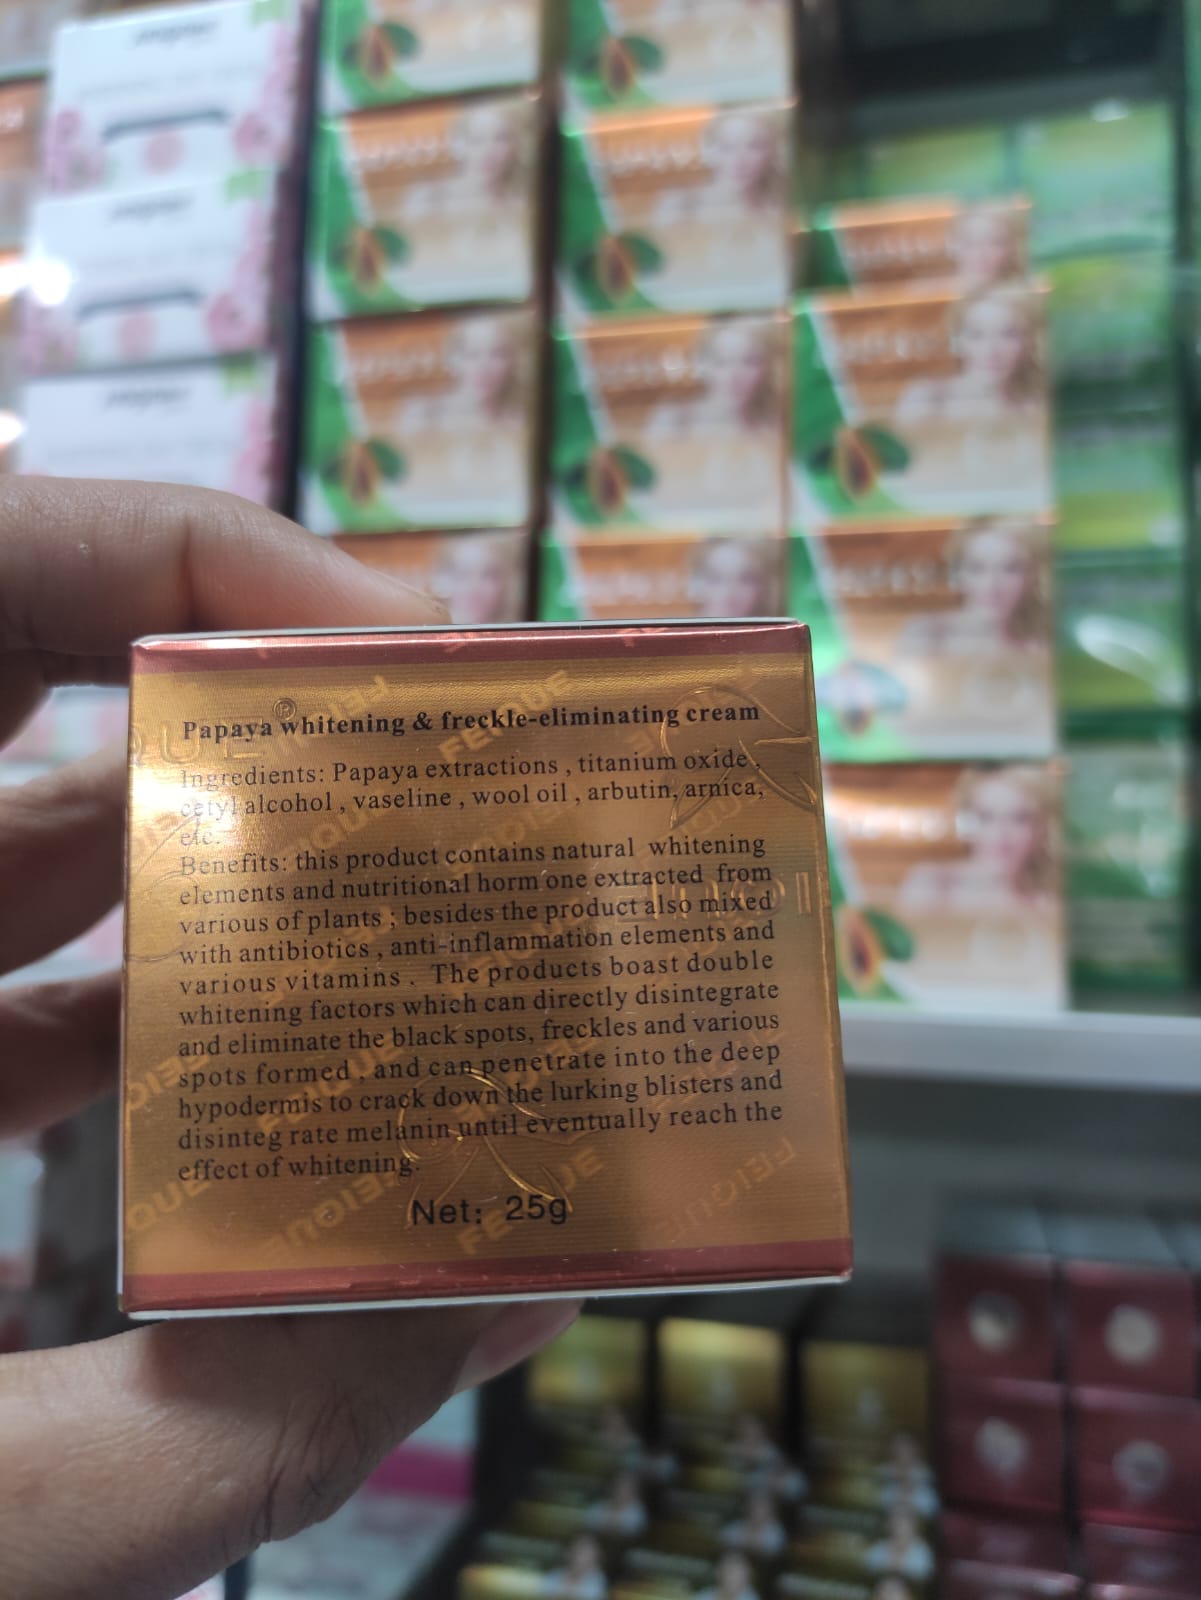 Papaya whitening & freckle-eliminating cream
Ingredients: Papaya extractions , titanium oxide ,
cetyl alcohol , vaseline , wool oil , arbutin, arnica,
etc.
Benefits: this product contains natural whitening
elements and nutritional horm one extracted from
various of plants ; besides the product also mixed
with antibiotics , anti-inflammation elements and
various vitamins . The products boast double
whitening factors which can directly disintegrate
and eliminate the black spots, freckles and various
spots formed , and can penetrate into the deep
hypodermis to crack down the lurking blisters and
disinteg rate melanin until eventually reach the
effect of whitening.
Net: 25g
FEIQUE